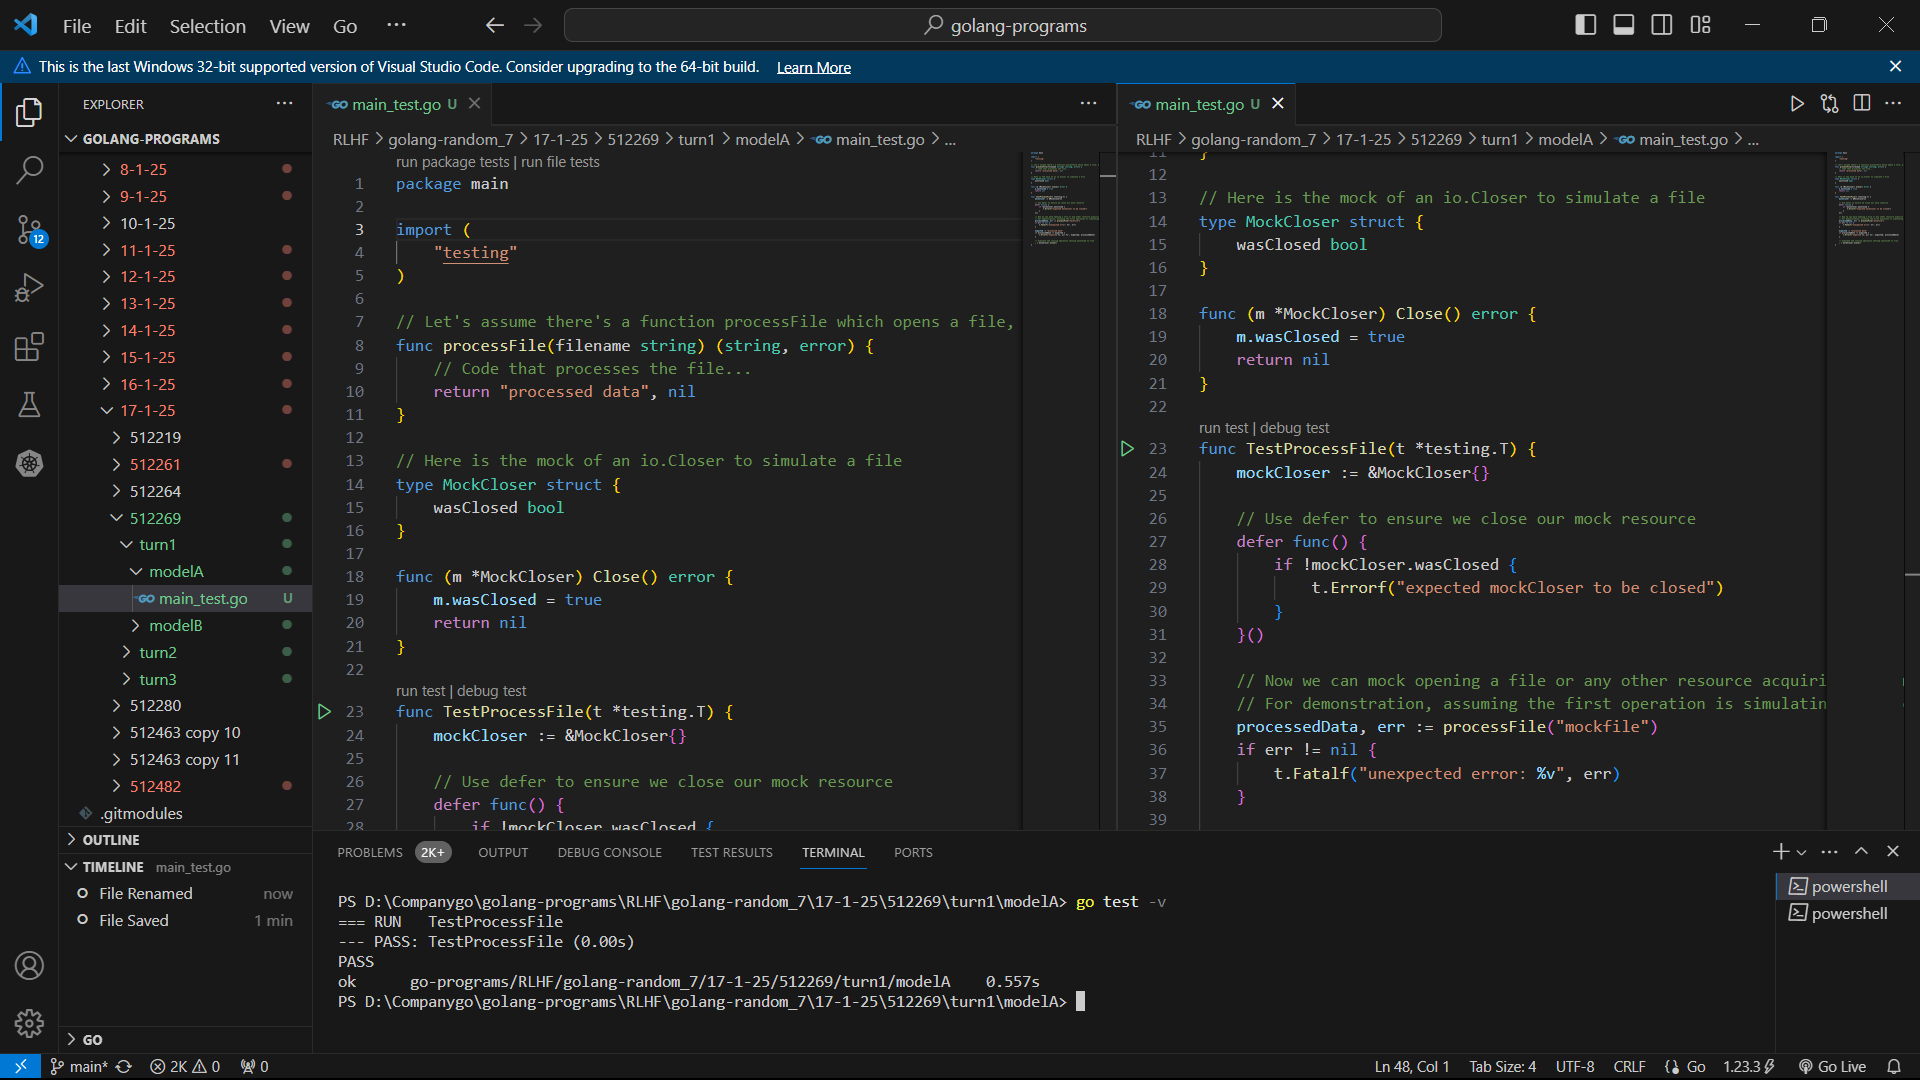 File Edit Selection View Go ··· golang-programs
This is the last Windows 32-bit supported version of Visual Studio Code. Consider upgrading to the 64-bit build. Learn More
EXPLORER
GOLANG-PROGRAMS
8-1-25
9-1-25
10-1-25
11-1-25
12-1-25
13-1-25
14-1-25
15-1-25
16-1-25
17-1-25
512219
512261
512264
512269
turn1
modelA
main_test.go U
modelB
turn2
turn3
512280
512463 copy 10
512463 copy 11
512482
.gitmodules
OUTLINE
TIMELINE main_test.go
File Renamed now
File Saved 1 min
GO
12
main_test.go U
RLHF > golang-random_7 > 17-1-25 > 512269 > turn1 > modelA > main_test.go > ...
run package tests | run file tests
1 package main
2
3 import (
4 "testing"
5 )
6
7 // Let's assume there's a function processFile which opens a file,
8 func processFile(filename string) (string, error) {
9 // Code that processes the file...
10 return "processed data", nil
11 }
12
13 // Here is the mock of an io.Closer to simulate a file
14 type MockCloser struct {
15 wasClosed bool
16 }
17
18 func (m *MockCloser) Close() error {
19 m.wasClosed = true
20 return nil
21 }
22
run test | debug test
23 func TestProcessFile(t *testing.T) {
24 mockCloser := &MockCloser{}
25
26 // Use defer to ensure we close our mock resource
27 defer func() {
28 if !mockCloser.wasClosed {
main_test.go U
RLHF > golang-random_7 > 17-1-25 > 512269 > turn1 > modelA > main_test.go > ...
11 }
12
13 // Here is the mock of an io.Closer to simulate a file
14 type MockCloser struct {
15 wasClosed bool
16 }
17
18 func (m *MockCloser) Close() error {
19 m.wasClosed = true
20 return nil
21 }
22
run test | debug test
23 func TestProcessFile(t *testing.T) {
24 mockCloser := &MockCloser{}
25
26 // Use defer to ensure we close our mock resource
27 defer func() {
28 if !mockCloser.wasClosed {
29 t.Errorf("expected mockCloser to be closed")
30 }
31 }()
32
33 // Now we can mock opening a file or any other resource acquiri
34 // For demonstration, assuming the first operation is simulatin
35 processedData, err := processFile("mockfile")
36 if err != nil {
37 t.Fatalf("unexpected error: %v", err)
38 }
39
PROBLEMS 2K+ OUTPUT DEBUG CONSOLE TEST RESULTS TERMINAL PORTS
PS D:\Companygo\golang-programs\RLHF\golang-random_7\17-1-25\512269\turn1\modelA> go test -v
=== RUN TestProcessFile
--- PASS: TestProcessFile (0.00s)
PASS
ok go-programs/RLHF/golang-random_7/17-1-25/512269/turn1/modelA 0.557s
PS D:\Companygo\golang-programs\RLHF\golang-random_7\17-1-25\512269\turn1\modelA>
powershell
powershell
main* 2K 0 0 Ln 48, Col 1 Tab Size: 4 UTF-8 CRLF Go 1.23.3 Go Live